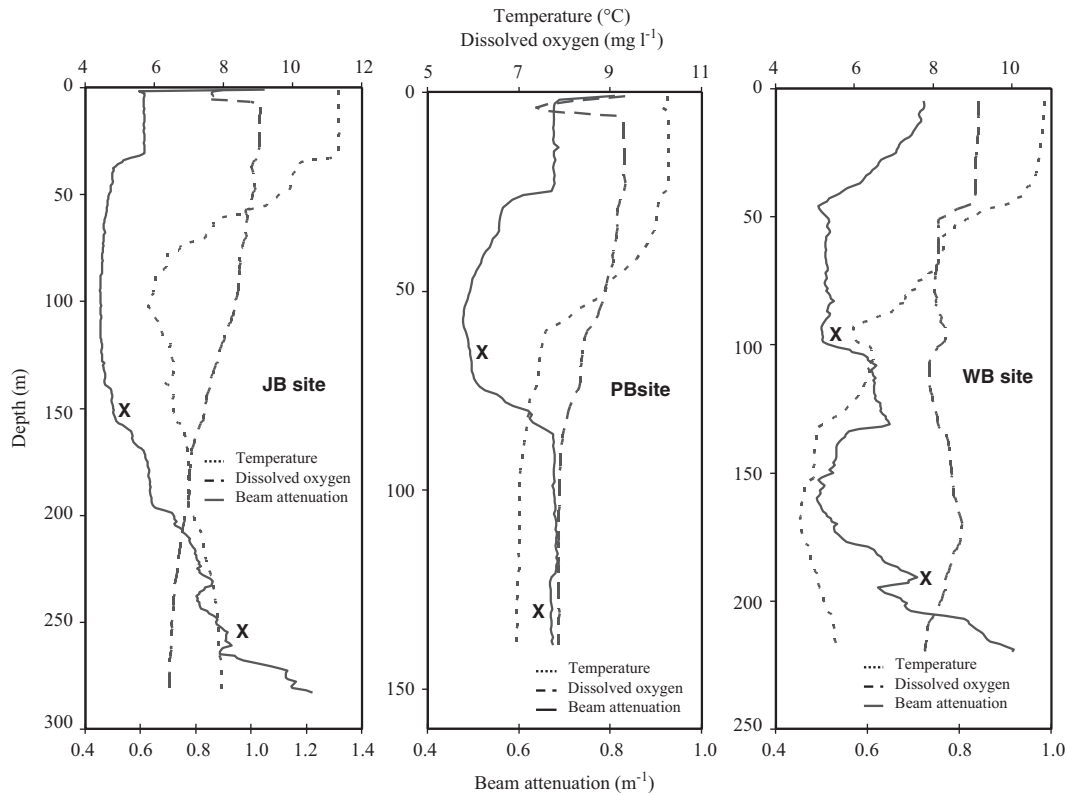 Temperature (°C)
Dissolved oxygen (mg l-1)
4 6 8 10 12
5 7 9 11
4 6 8 10
Depth (m)
0
50
100
150
200
250
300
X
X
JB site
Temperature
Dissolved oxygen
Beam attenuation
0.4 0.6 0.8 1.0 1.2 1.4
0
50
100
150
X
X
PBsite
Temperature
Dissolved oxygen
Beam attenuation
0.4 0.6 0.8 1.0
0
50
100
150
200
250
X
X
WB site
Temperature
Dissolved oxygen
Beam attenuation
0.4 0.6 0.8 1.0
Beam attenuation (m-1)